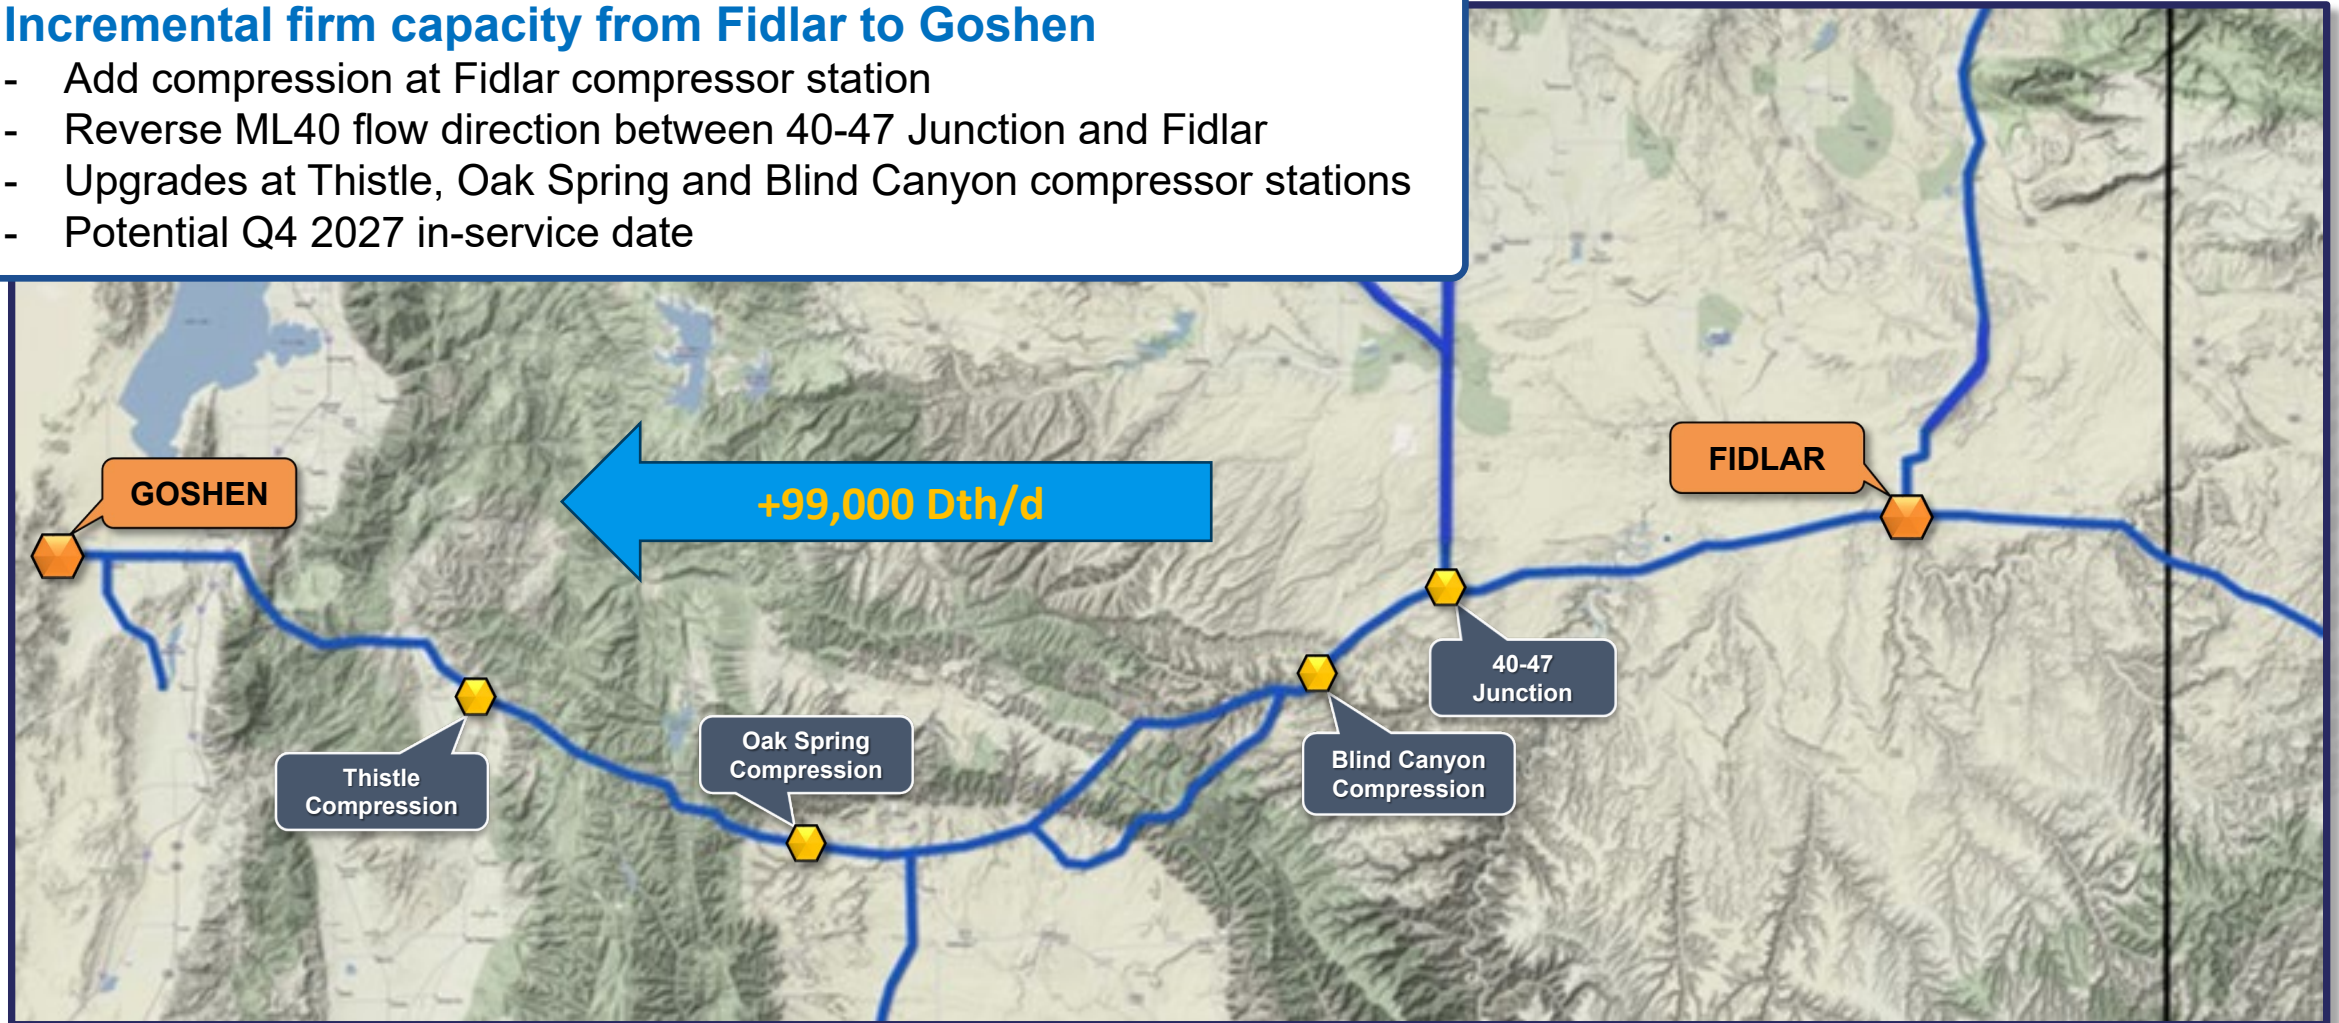 Incremental firm capacity from Fidlar to Goshen
- Add compression at Fidlar compressor station
- Reverse ML40 flow direction between 40-47 Junction and Fidlar
- Upgrades at Thistle, Oak Spring and Blind Canyon compressor stations
- Potential Q4 2027 in-service date
FIDLAR
GOSHEN
+99,000 Dth/d
40-47
Junction
Oak Spring
Compression
Blind Canyon
Compression
Thistle
Compression